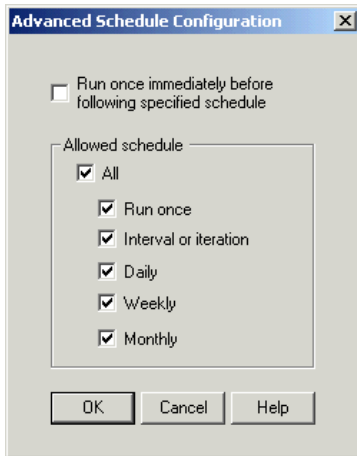 Advanced Schedule Configuration
Run once immediately before
following specified schedule
Allowed schedule
All
Run once
Interval or iteration
Daily
Weekly
Monthly
OK
Cancel
Help